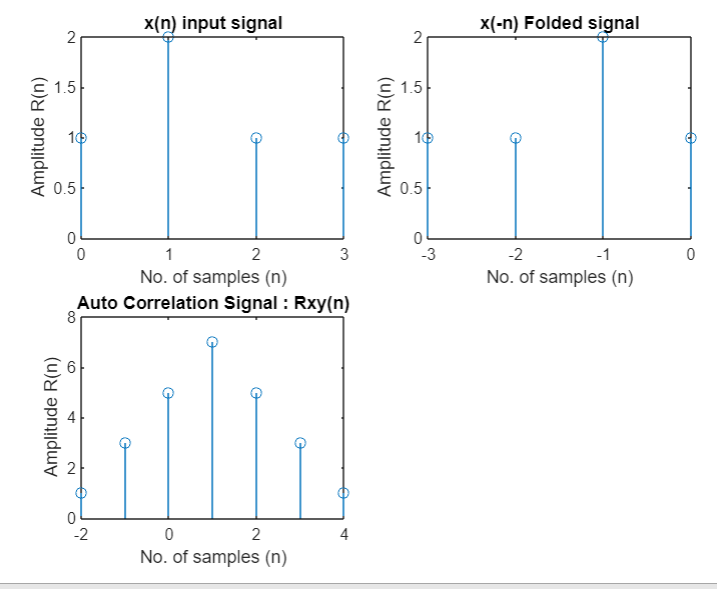 x(n) input signal
2
1.5
1
0.5
0
Amplitude R(n)
0 1 2 3
No. of samples (n)
x(-n) Folded signal
2
1.5
1
0.5
0
Amplitude R(n)
-3 -2 -1 0
No. of samples (n)
Auto Correlation Signal : Rxy(n)
8
6
4
2
0
Amplitude R(n)
-2 0 2 4
No. of samples (n)